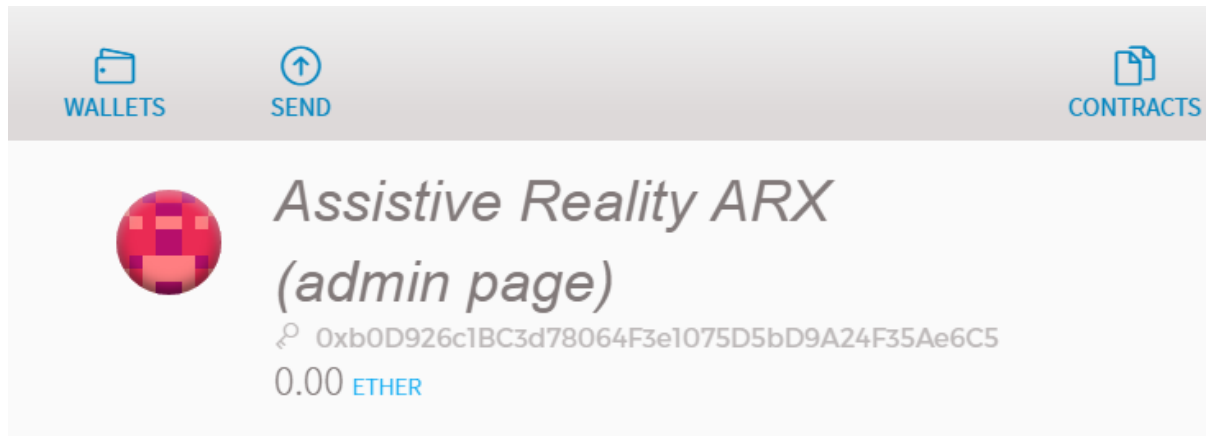 WALLETS SEND CONTRACTS
Assistive Reality ARX
(admin page)
0xb0D926c1BC3d78064F3e1075D5bD9A24F35Ae6C5
0.00 ETHER